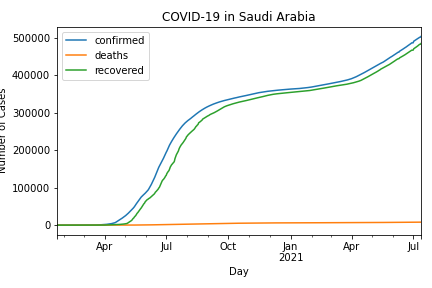 COVID-19 in Saudi Arabia
confirmed
deaths
recovered
500000
400000
300000
200000
100000
0
Number of Cases
Apr
Jul
Oct
Jan
2021
Apr
Jul
Day